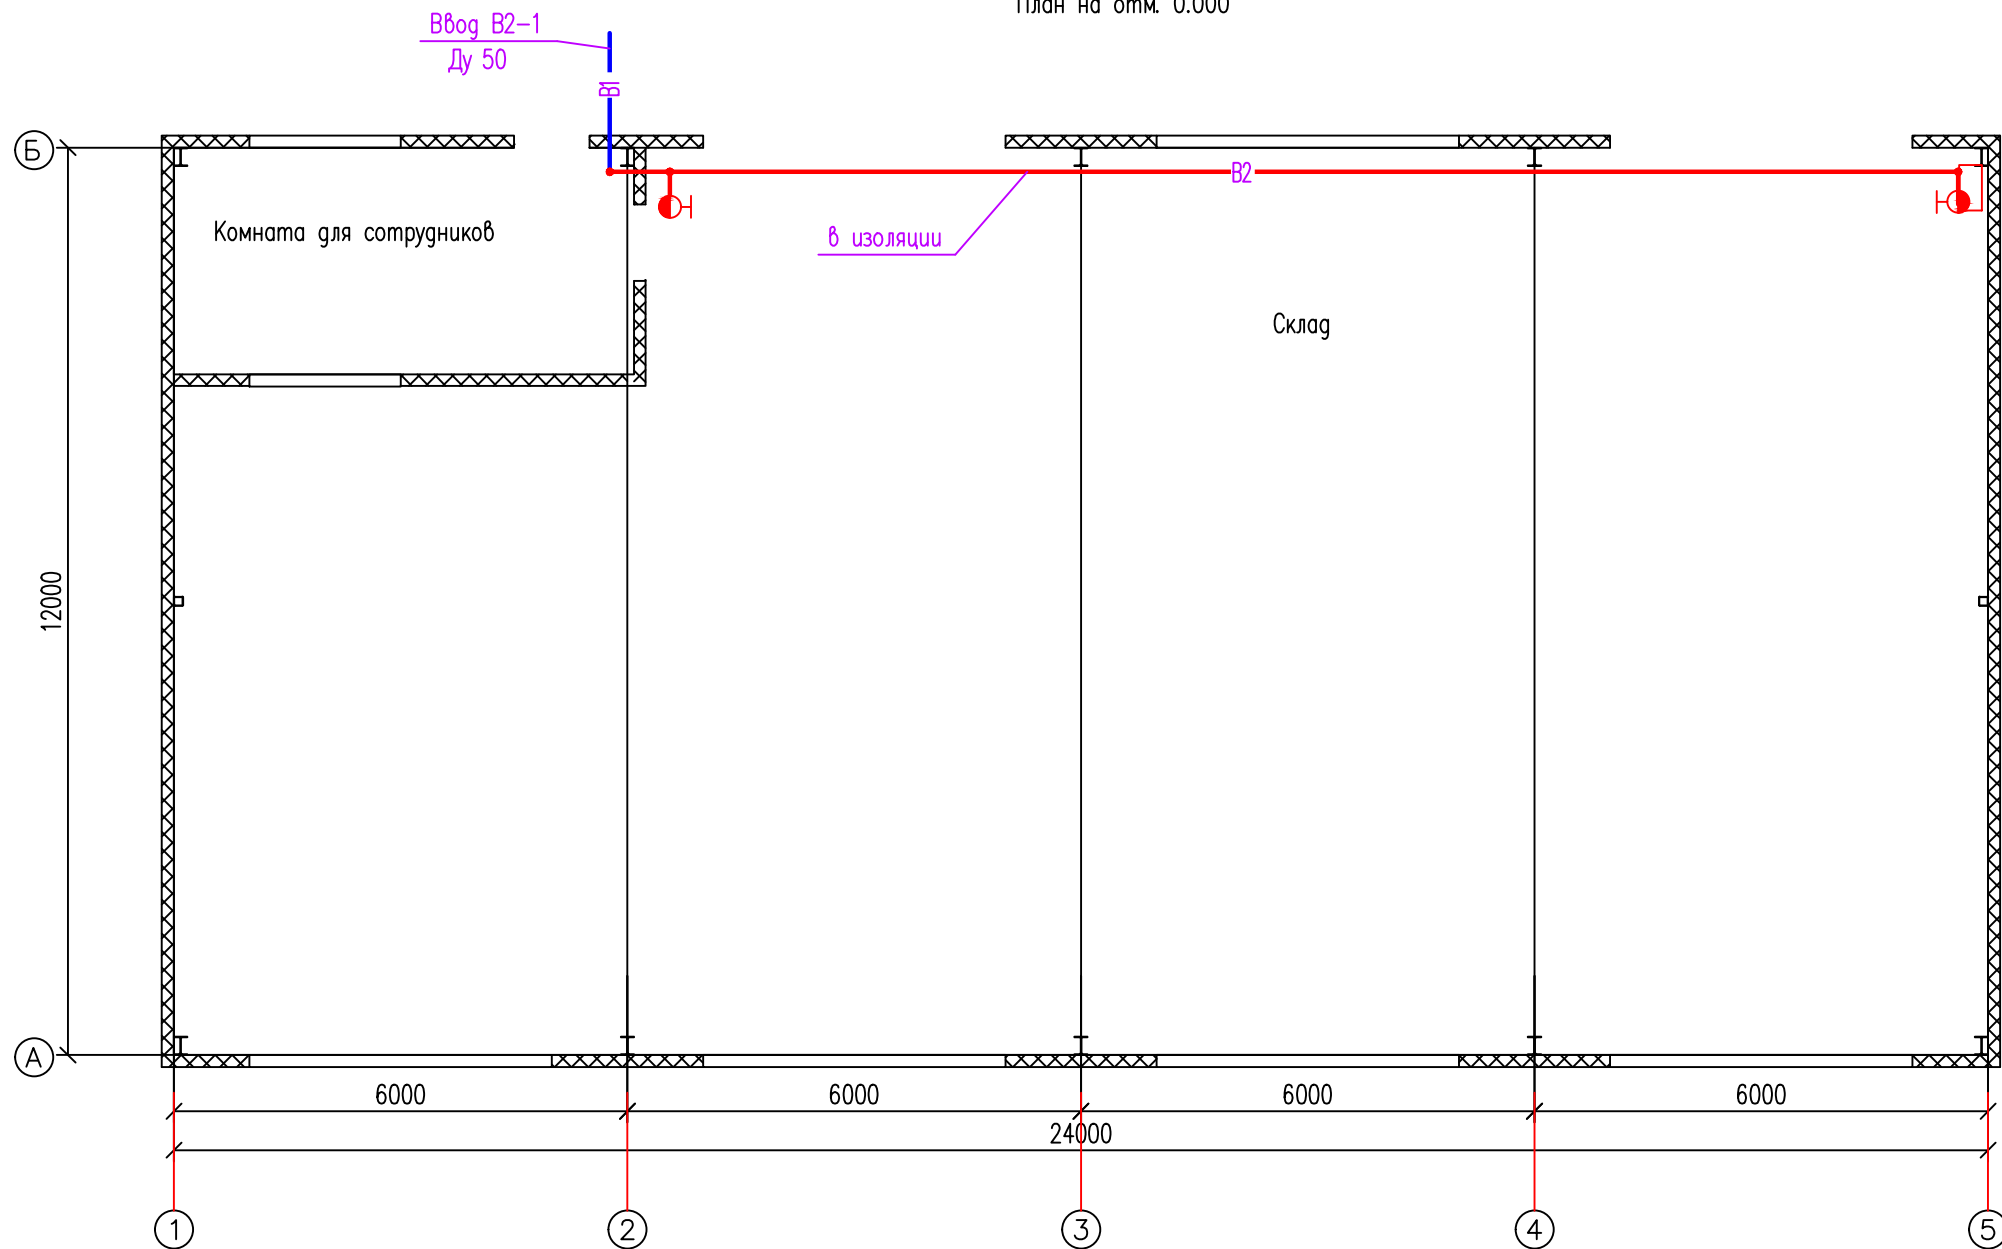 План на отм. 0.000
Ввод В2-1
Ду 50
В1
Б
В2
Комната для сотрудников
в изоляции
Склад
12000
А
6000
6000
6000
6000
24000
1
2
3
4
5